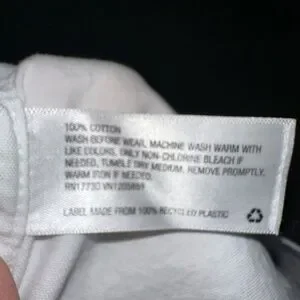 100% COTTON
WASH BEFORE WEAR, MACHINE WASH WARM WITH
LIKE COLORS, ONLY NON-CHLORINE BLEACH IF
NEEDED, TUMBLE DRY MEDIUM. REMOVE PROMPTLY.
WARM IRON IF NEEDED.
LABEL MADE FROM 100% RECYCLED PLASTIC